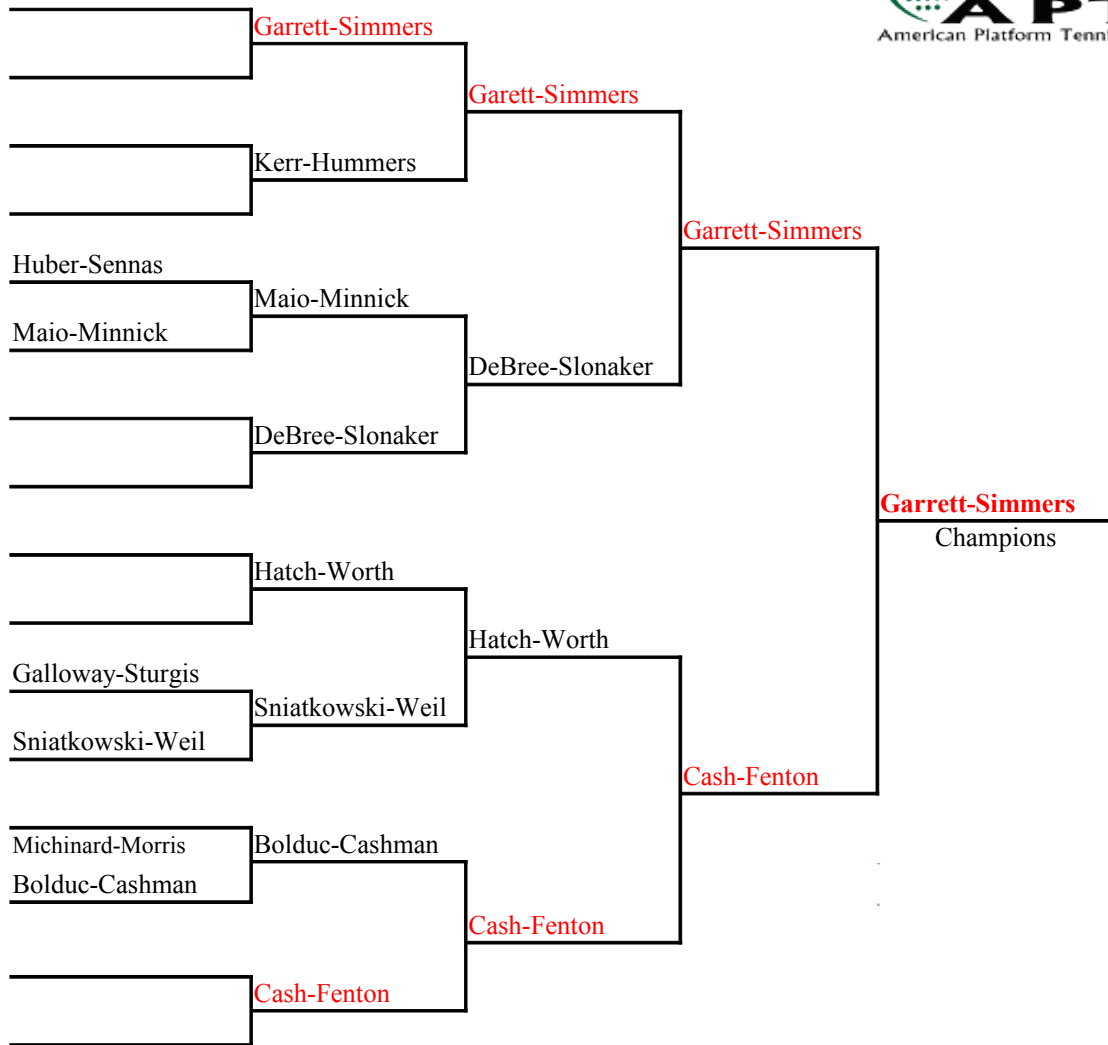 APT
American Platform Tenn
Garrett-Simmers
Garett-Simmers
Kerr-Hummers
Garrett-Simmers
Huber-Sennas
Maio-Minnick
Maio-Minnick
DeBree-Slonaker
DeBree-Slonaker
Garrett-Simmers
Champions
Hatch-Worth
Hatch-Worth
Galloway-Sturgis
Sniatkowski-Weil
Sniatkowski-Weil
Cash-Fenton
Michinard-Morris
Bolduc-Cashman
Bolduc-Cashman
Cash-Fenton
Cash-Fenton